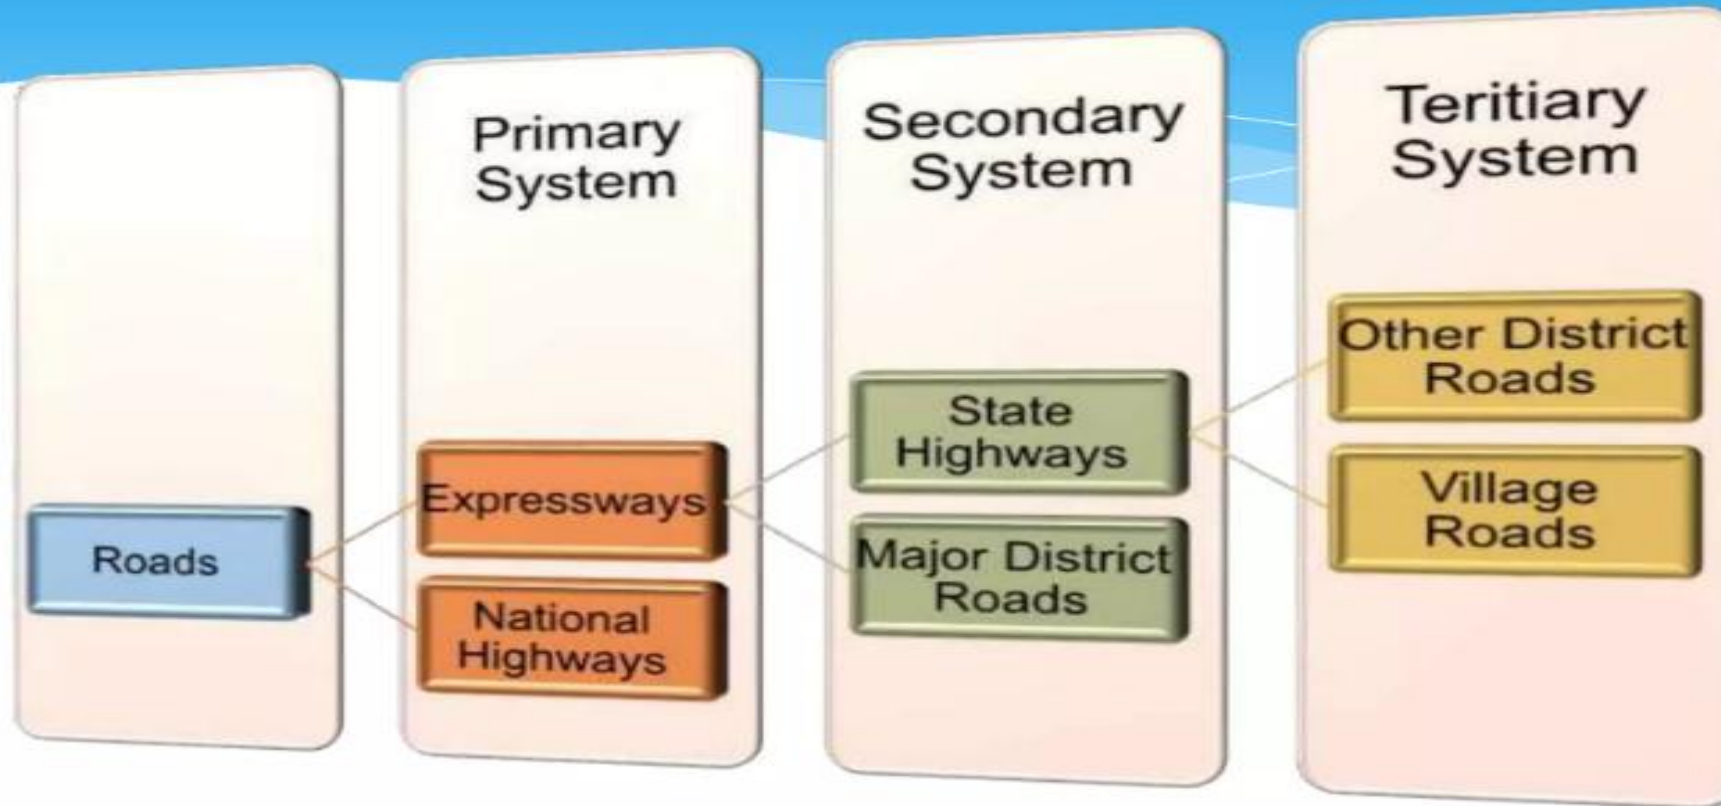 Roads
Primary
System
Expressways
National
Highways
Secondary
System
State
Highways
Major District
Roads
Teritiary
System
Other District
Roads
Village
Roads